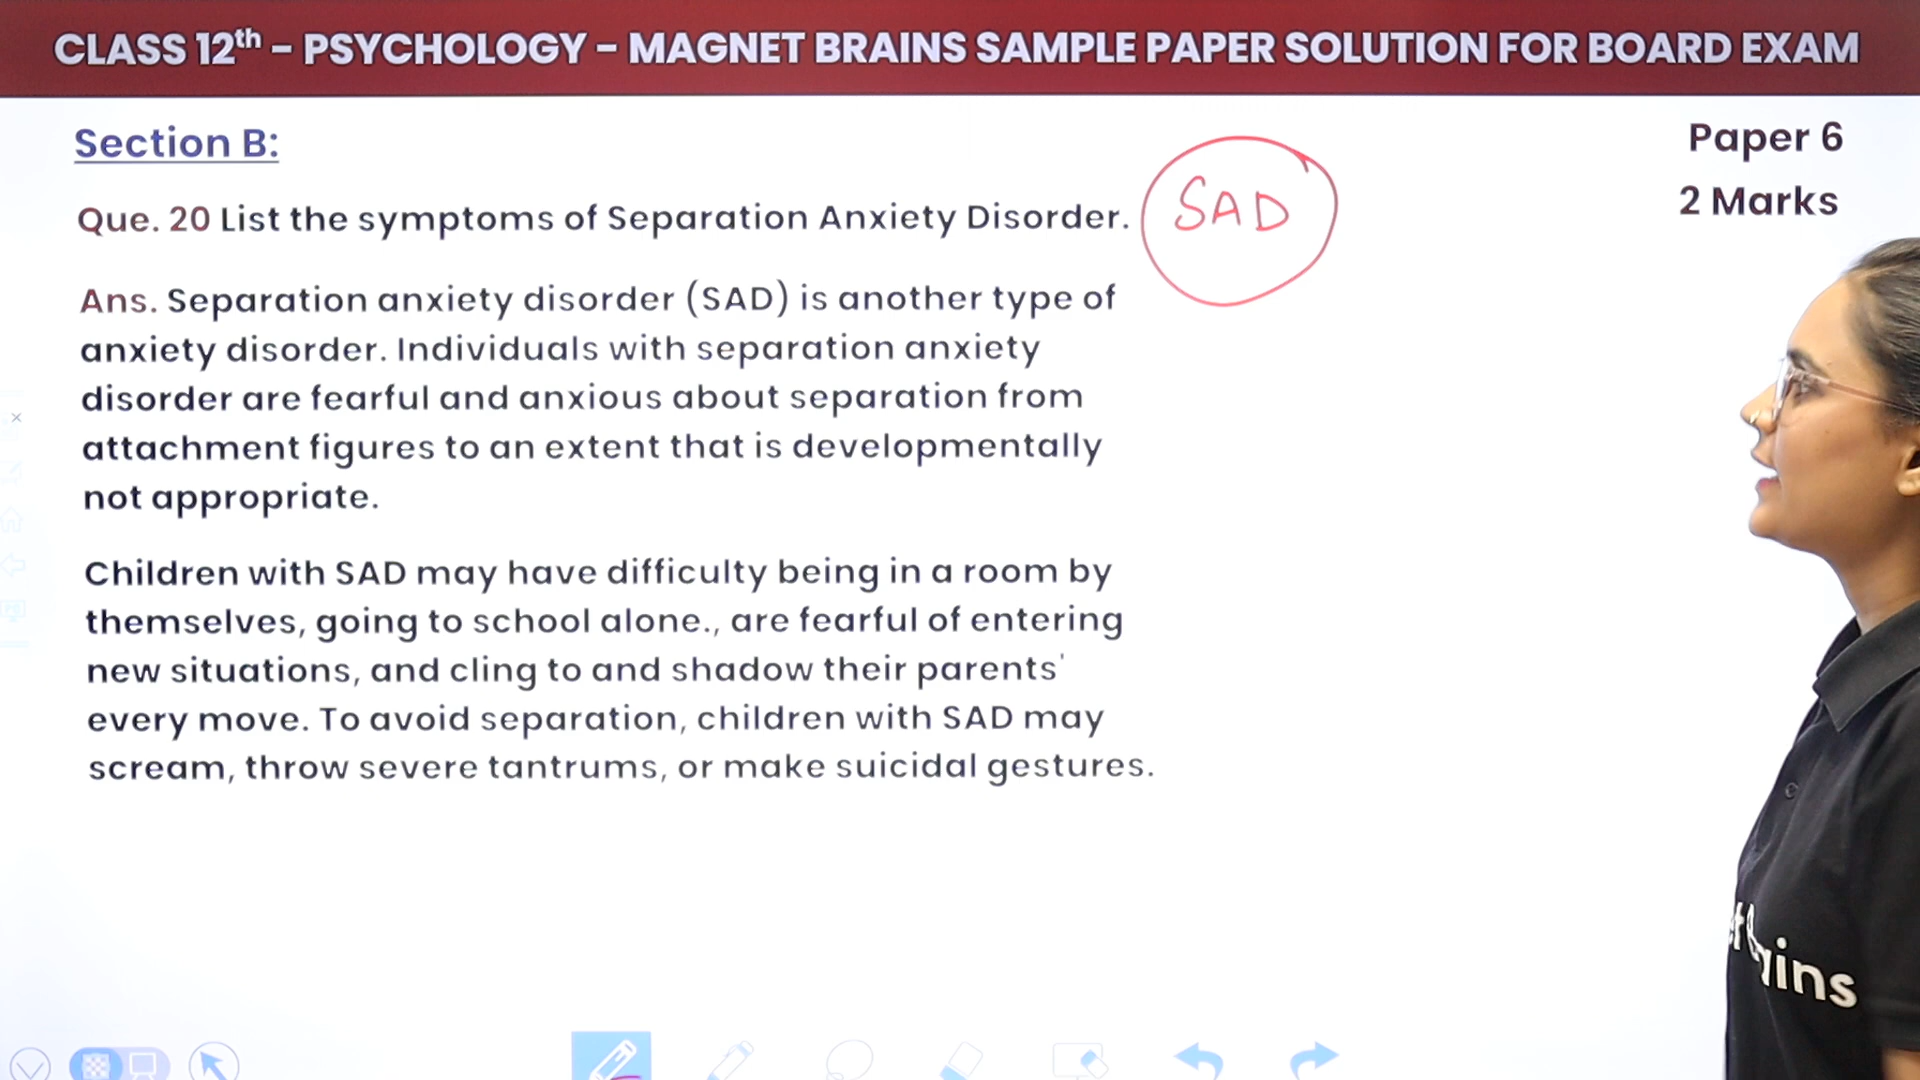 CLASS 12th – PSYCHOLOGY – MAGNET BRAINS SAMPLE PAPER SOLUTION FOR BOARD EXAM
Section B:
Paper 6
2 Marks
Que. 20 List the symptoms of Separation Anxiety Disorder.
SAD
Ans. Separation anxiety disorder (SAD) is another type of
anxiety disorder. Individuals with separation anxiety
disorder are fearful and anxious about separation from
attachment figures to an extent that is developmentally
not appropriate.
Children with SAD may have difficulty being in a room by
themselves, going to school alone., are fearful of entering
new situations, and cling to and shadow their parents'
every move. To avoid separation, children with SAD may
scream, throw severe tantrums, or make suicidal gestures.